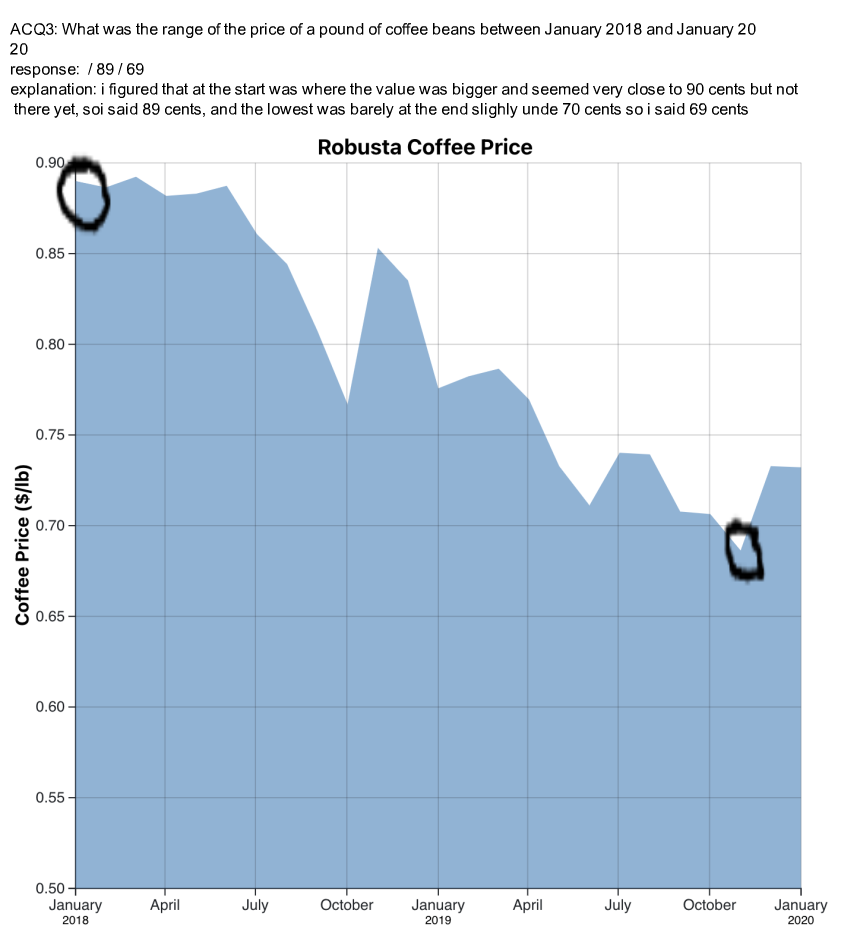 ACQ3: What was the range of the price of a pound of coffee beans between January 2018 and January 20
20
response:  / 89 / 69
explanation: i figured that at the start was where the value was bigger and seemed very close to 90 cents but not
there yet, soi said 89 cents, and the lowest was barely at the end slighly unde 70 cents so i said 69 cents
Robusta Coffee Price
0.90
0.85
0.80
0.75
0.70
0.65
0.60
0.55
0.50
Coffee Price ($/lb)
January April July October January April July October January
2018 2019 2020